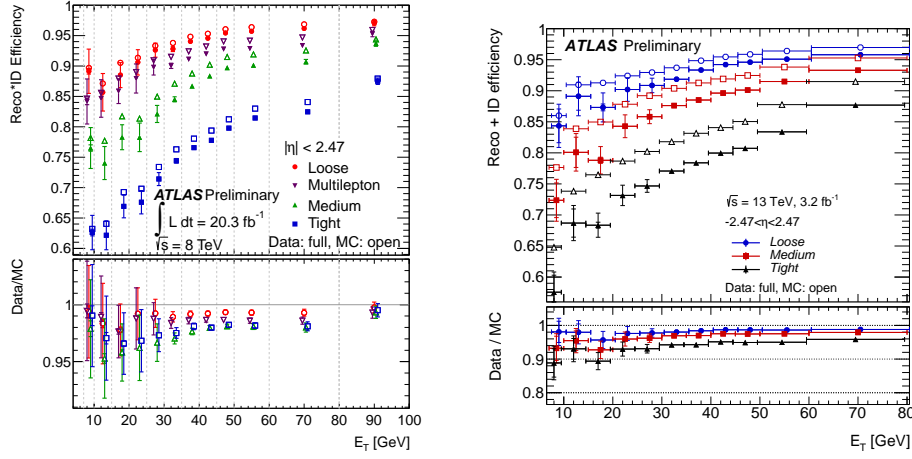 Reco*ID Efficiency
0.95
0.9
0.85
0.8
0.75
0.7
0.65
0.6
|η| < 2.47
Loose
Multilepton
Medium
Tight
ATLAS Preliminary
∫ L dt = 20.3 fb⁻¹
√s = 8 TeV
Data: full, MC: open
Data/MC
1
0.95
10 20 30 40 50 60 70 80 90 100
E_T [GeV]
Reco + ID efficiency
1
0.95
0.9
0.85
0.8
0.75
0.7
0.65
0.6
ATLAS Preliminary
√s = 13 TeV, 3.2 fb⁻¹
-2.47<η<2.47
Loose
Medium
Tight
Data: full, MC: open
Data / MC
1
0.9
0.8
10 20 30 40 50 60 70 80
E_T [GeV]